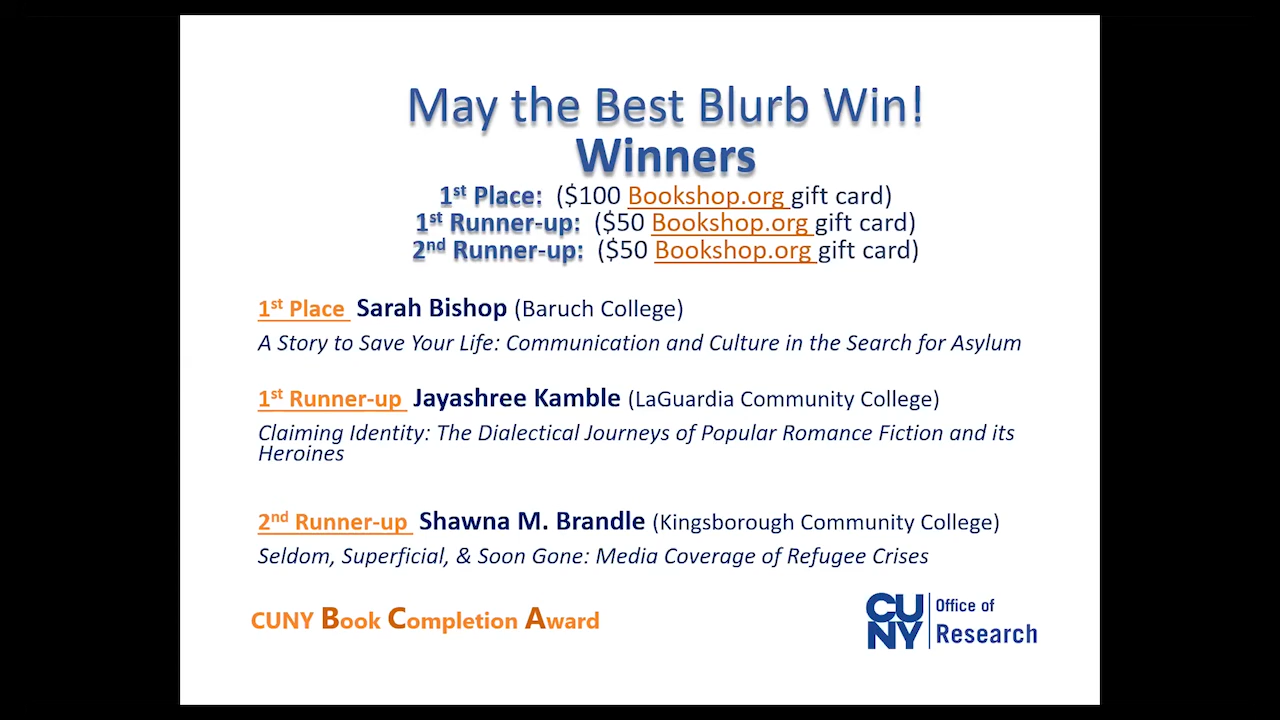 May the Best Blurb Win!
Winners
1st Place: ($100 Bookshop.org gift card)
1st Runner-up: ($50 Bookshop.org gift card)
2nd Runner-up: ($50 Bookshop.org gift card)
1st Place Sarah Bishop (Baruch College)
A Story to Save Your Life: Communication and Culture in the Search for Asylum
1st Runner-up Jayashree Kamble (LaGuardia Community College)
Claiming Identity: The Dialectical Journeys of Popular Romance Fiction and its
Heroines
2nd Runner-up Shawna M. Brandle (Kingsborough Community College)
Seldom, Superficial, & Soon Gone: Media Coverage of Refugee Crises
CUNY Book Completion Award
CU
NY
Office of
Research